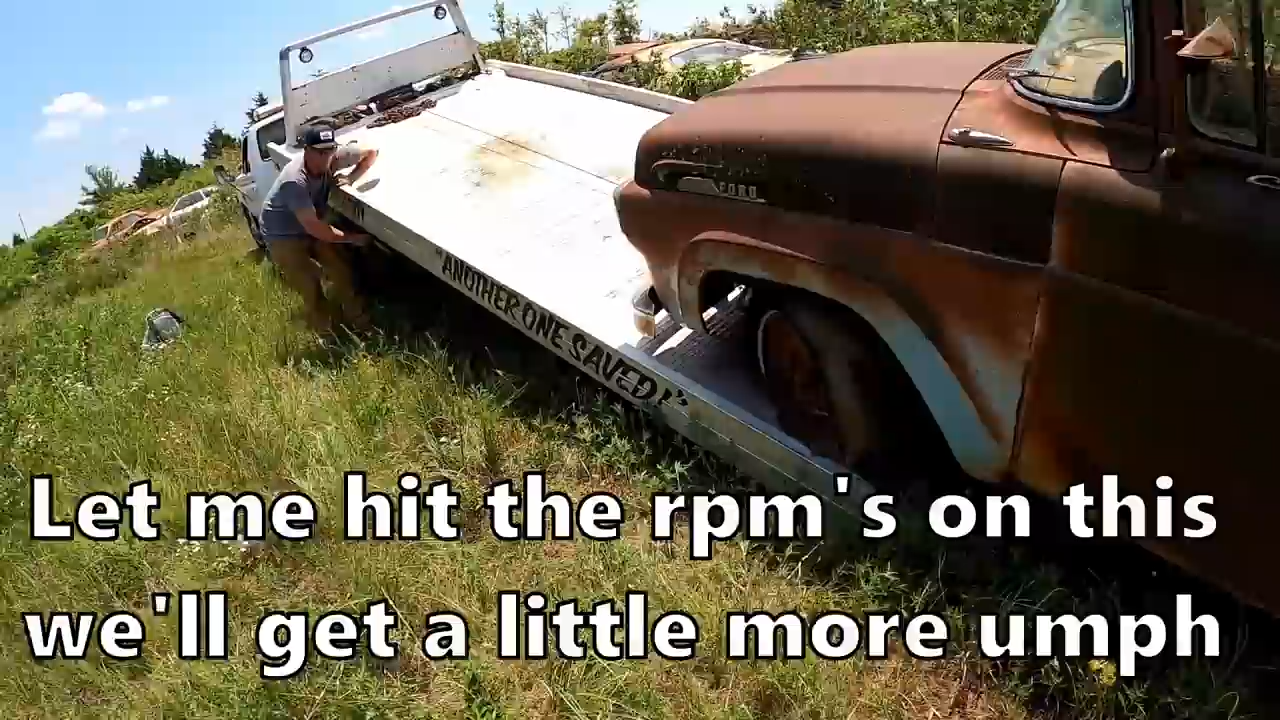 FORD
"ANOTHER ONE SAVED!"
Let me hit the rpm's on this
we'll get a little more umph